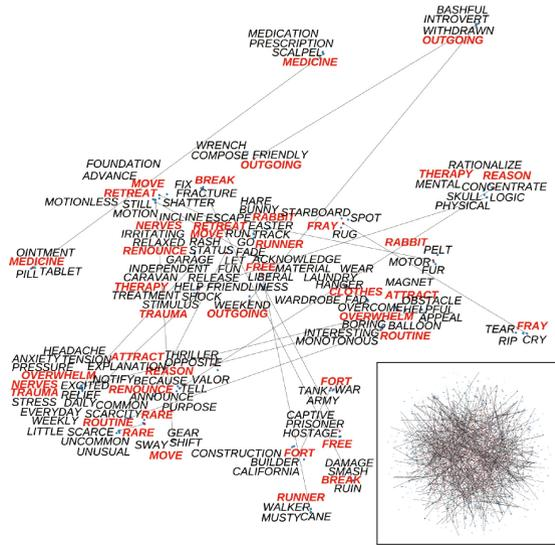 BASHFUL
INTROVERT
WITHDRAWN
OUTGOING
MEDICATION
PRESCRIPTION
SCALPEL
MEDICINE
WRENCH
COMPOSE FRIENDLY
OUTGOING
FOUNDATION
ADVANCE
MOVE FIX BREAK
RETREAT FRACTURE
MOTIONLESS STILL SHATTER
MOTION
RATIONALIZE
THERAPY REASON
MENTAL CONCENTRATE
SKULL LOGIC
PHYSICAL
HARE
BUNNY STARBOARD
INCLINE ESCAPE RABBIT SPOT
NERVES RETREAT EASTER FRAY
IRRITATING MOVE RUN TRACK RUG
RELAXED RASH GO RUNNER
RENOUNCE STATUS FADE
GARAGE LET ACKNOWLEDGE
INDEPENDENT FUN FREE MATERIAL WEAR
CARAVAN RELEASE LIBERAL LAUNDRY
THERAPY HELP FRIENDLINESS HANGER
TREATMENT SHOCK WARDROBE FAD
STIMULUS WEEKEND
TRAUMA OUTGOING
RABBIT
PELT
MOTOR
FUR
MAGNET
CLOTHES ATTRACT
OBSTACLE
OVERCOME HELPFUL
OVERWHELM APPEAL
BORING BALLOON
INTERESTING ROUTINE
MONOTONOUS
OINTMENT
MEDICINE
PILL TABLET
TEAR FRAY
RIP CRY
HEADACHE
ANXIETY TENSION ATTRACT THRILLER
PRESSURE EXPLANATION OPPOSITE
OVERWHELM REASON
NERVES EXCITED NOTIFY BECAUSE VALOR
TRAUMA RELIEF RENOUNCE TELL
STRESS DAILY COMMON ANNOUNCE
EVERYDAY SCARCITY RARE PURPOSE
WEEKLY ROUTINE
LITTLE SCARCE RARE GEAR
UNCOMMON SWAY SHIFT
UNUSUAL MOVE
FORT
TANK WAR
ARMY
CAPTIVE
PRISONER
HOSTAGE
FREE
CONSTRUCTION FORT
BUILDER
CALIFORNIA
DAMAGE
SMASH
BREAK
RUIN
RUNNER
WALKER
MUSTY CANE